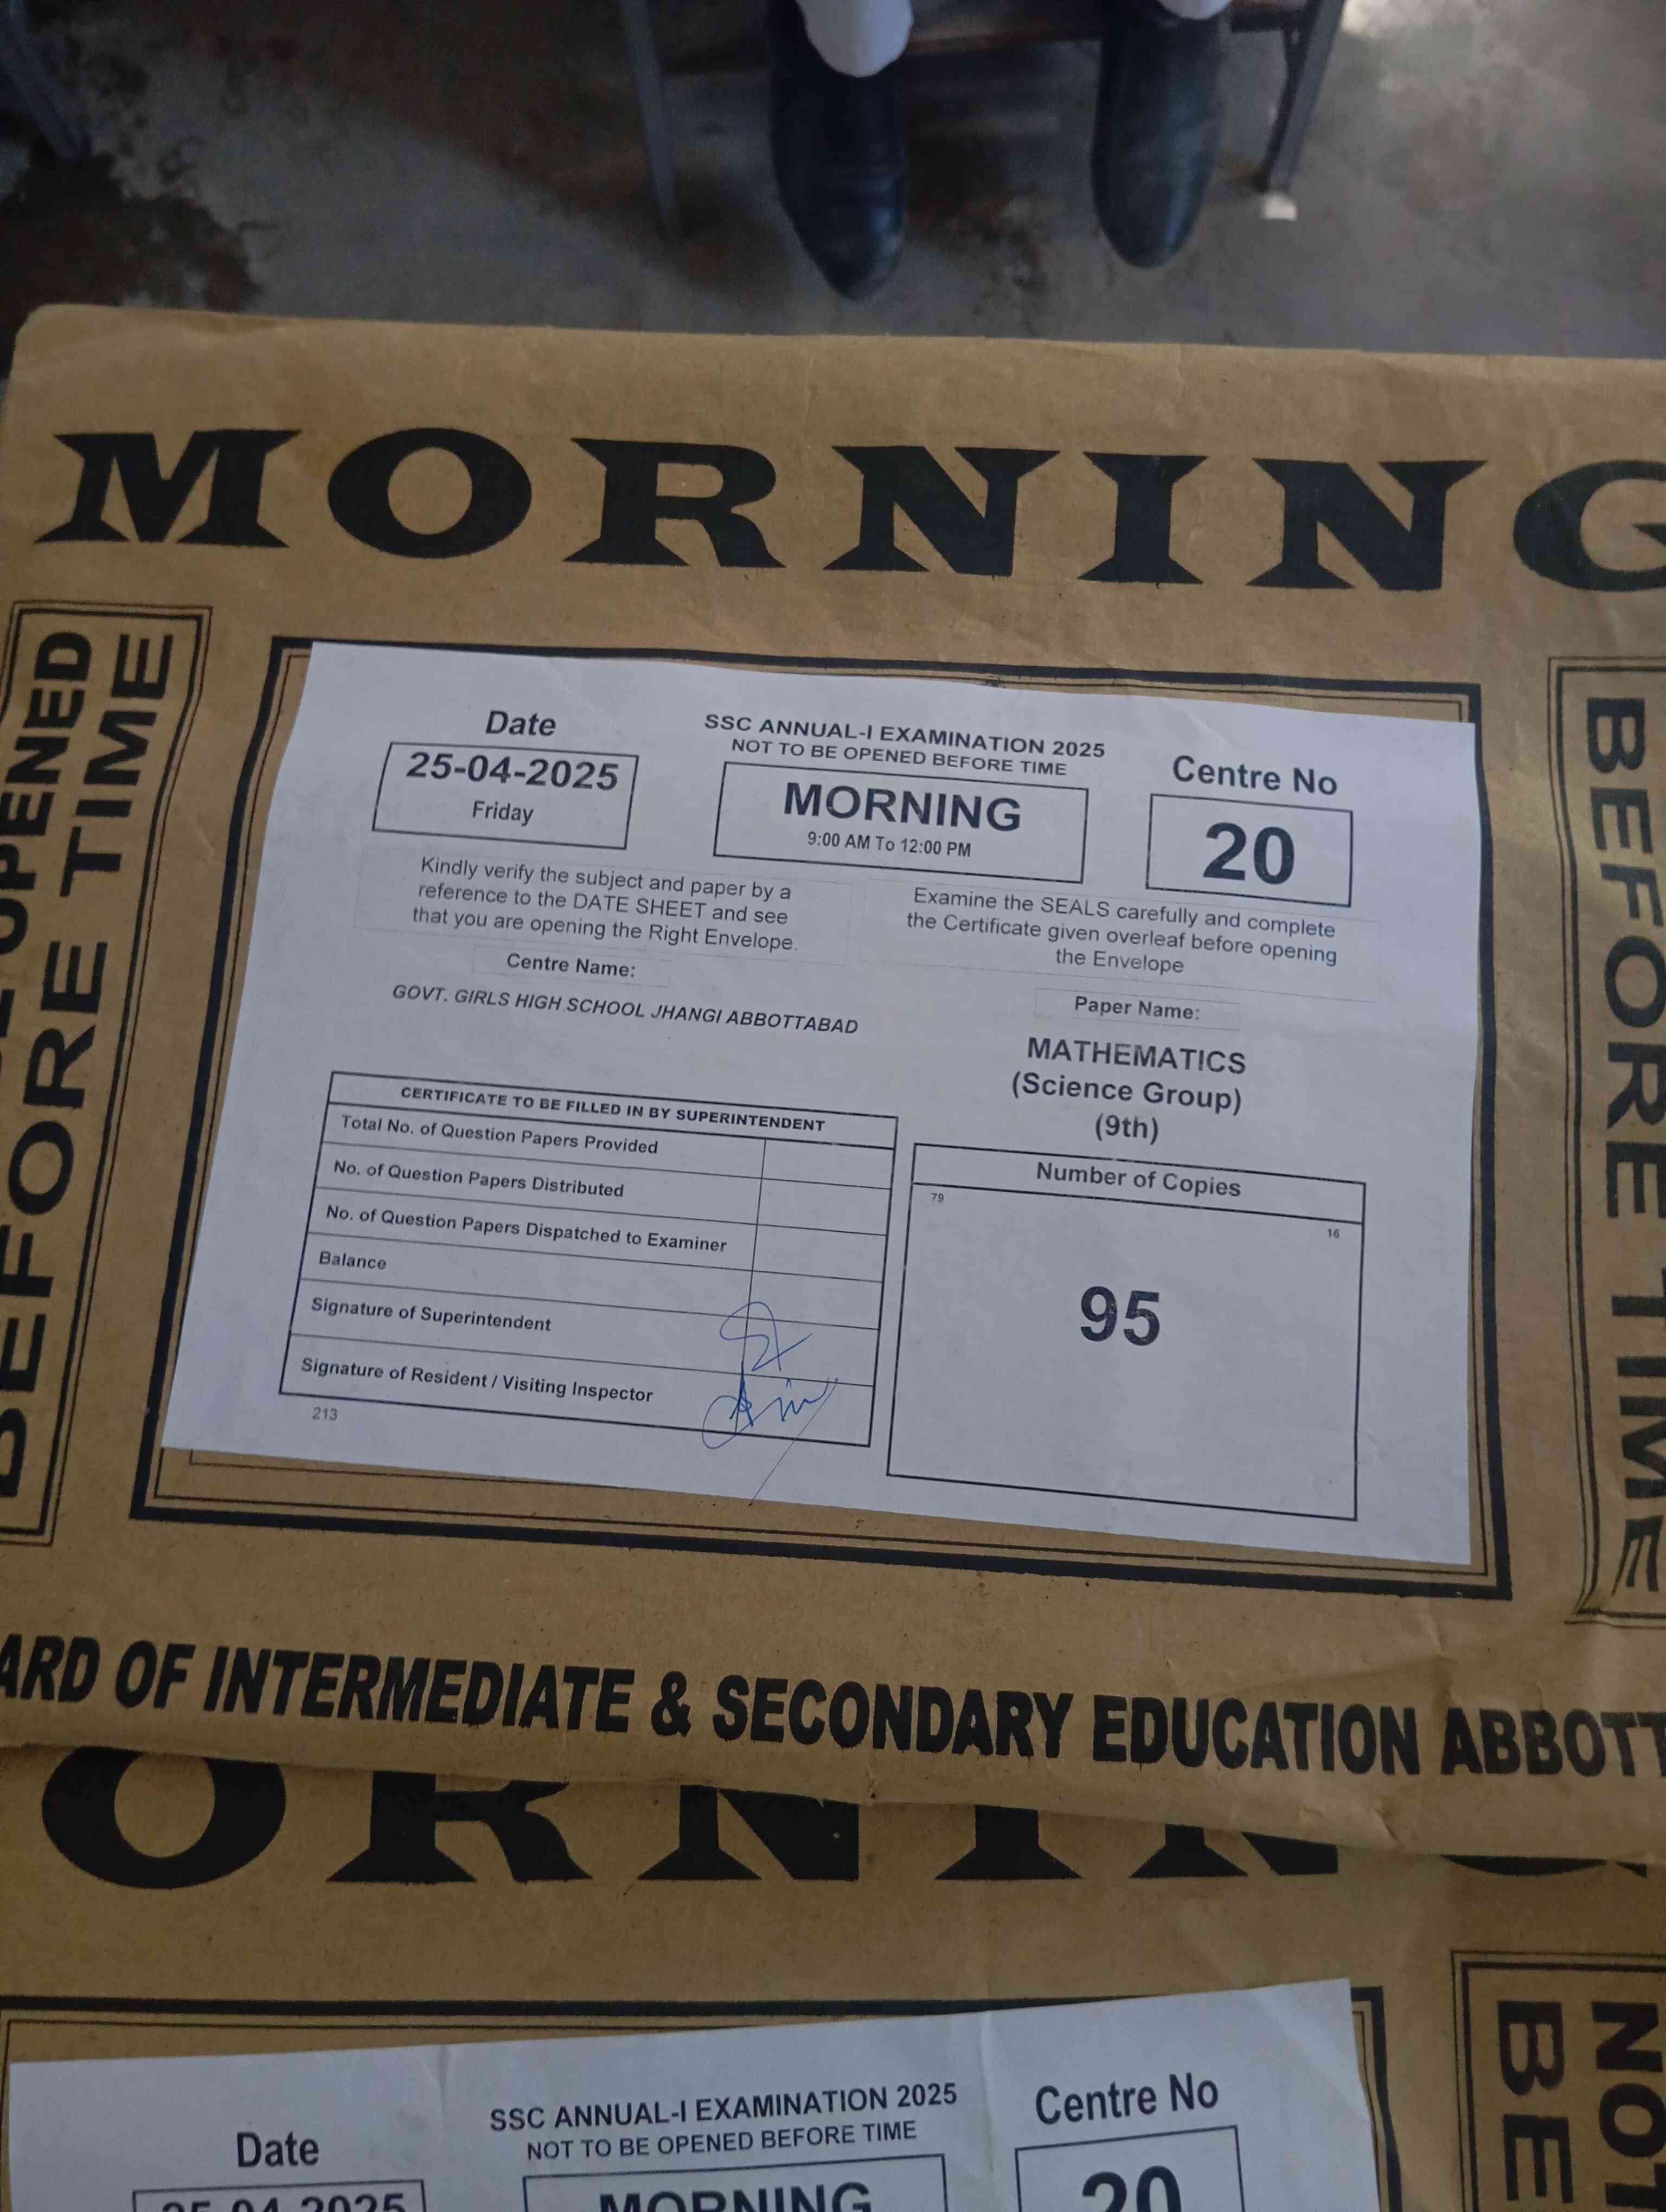 MORNING
OPENED
BEFORE TIME
Date
25-04-2025
Friday
SSC ANNUAL-I EXAMINATION 2025
NOT TO BE OPENED BEFORE TIME
MORNING
9:00 AM To 12:00 PM
Centre No
20
Kindly verify the subject and paper by a
reference to the DATE SHEET and see
that you are opening the Right Envelope.
Examine the SEALS carefully and complete
the Certificate given overleaf before opening
the Envelope
Centre Name:
GOVT. GIRLS HIGH SCHOOL JHANGI ABBOTTABAD
Paper Name:
MATHEMATICS
(Science Group)
(9th)
CERTIFICATE TO BE FILLED IN BY SUPERINTENDENT
Total No. of Question Papers Provided
No. of Question Papers Distributed
No. of Question Papers Dispatched to Examiner
Balance
Signature of Superintendent
Signature of Resident / Visiting Inspector
213
Number of Copies
79
16
95
BEFORE TIME
BEFORE
ARD OF INTERMEDIATE & SECONDARY EDUCATION ABBOTT
ORNING
NOT
BE
Date
25-04-2025
SSC ANNUAL-I EXAMINATION 2025
NOT TO BE OPENED BEFORE TIME
MORNING
Centre No
20